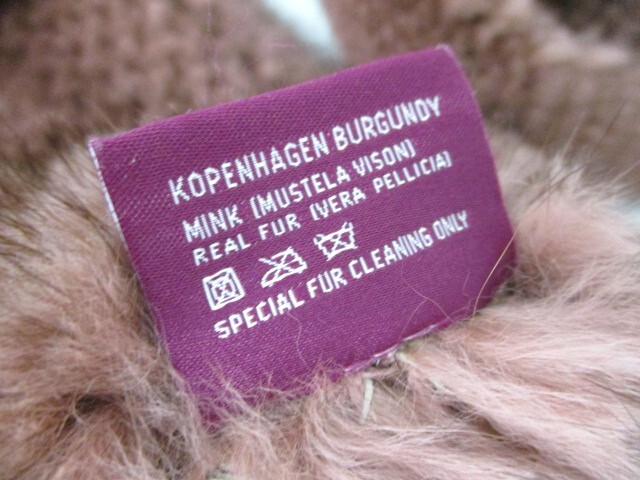 KOPENHAGEN BURGUNDY
MINK (MUSTELA VISON)
REAL FUR (VERA PELLICIA)
SPECIAL FUR CLEANING ONLY